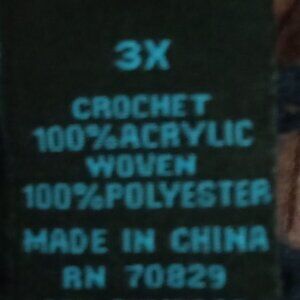 3X
CROCHET
100%ACRYLIC
WOVEN
100%POLYESTER
MADE IN CHINA
RN 70829